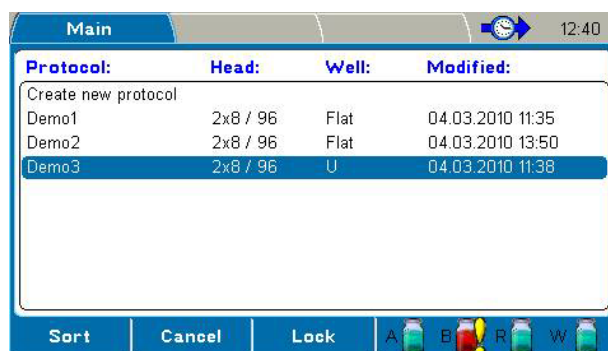 Main 12:40
Protocol: Head: Well: Modified:
Create new protocol
Demo1 2x8 / 96 Flat 04.03.2010 11:35
Demo2 2x8 / 96 Flat 04.03.2010 13:50
Demo3 2x8 / 96 U 04.03.2010 11:38
Sort Cancel Lock A B R W